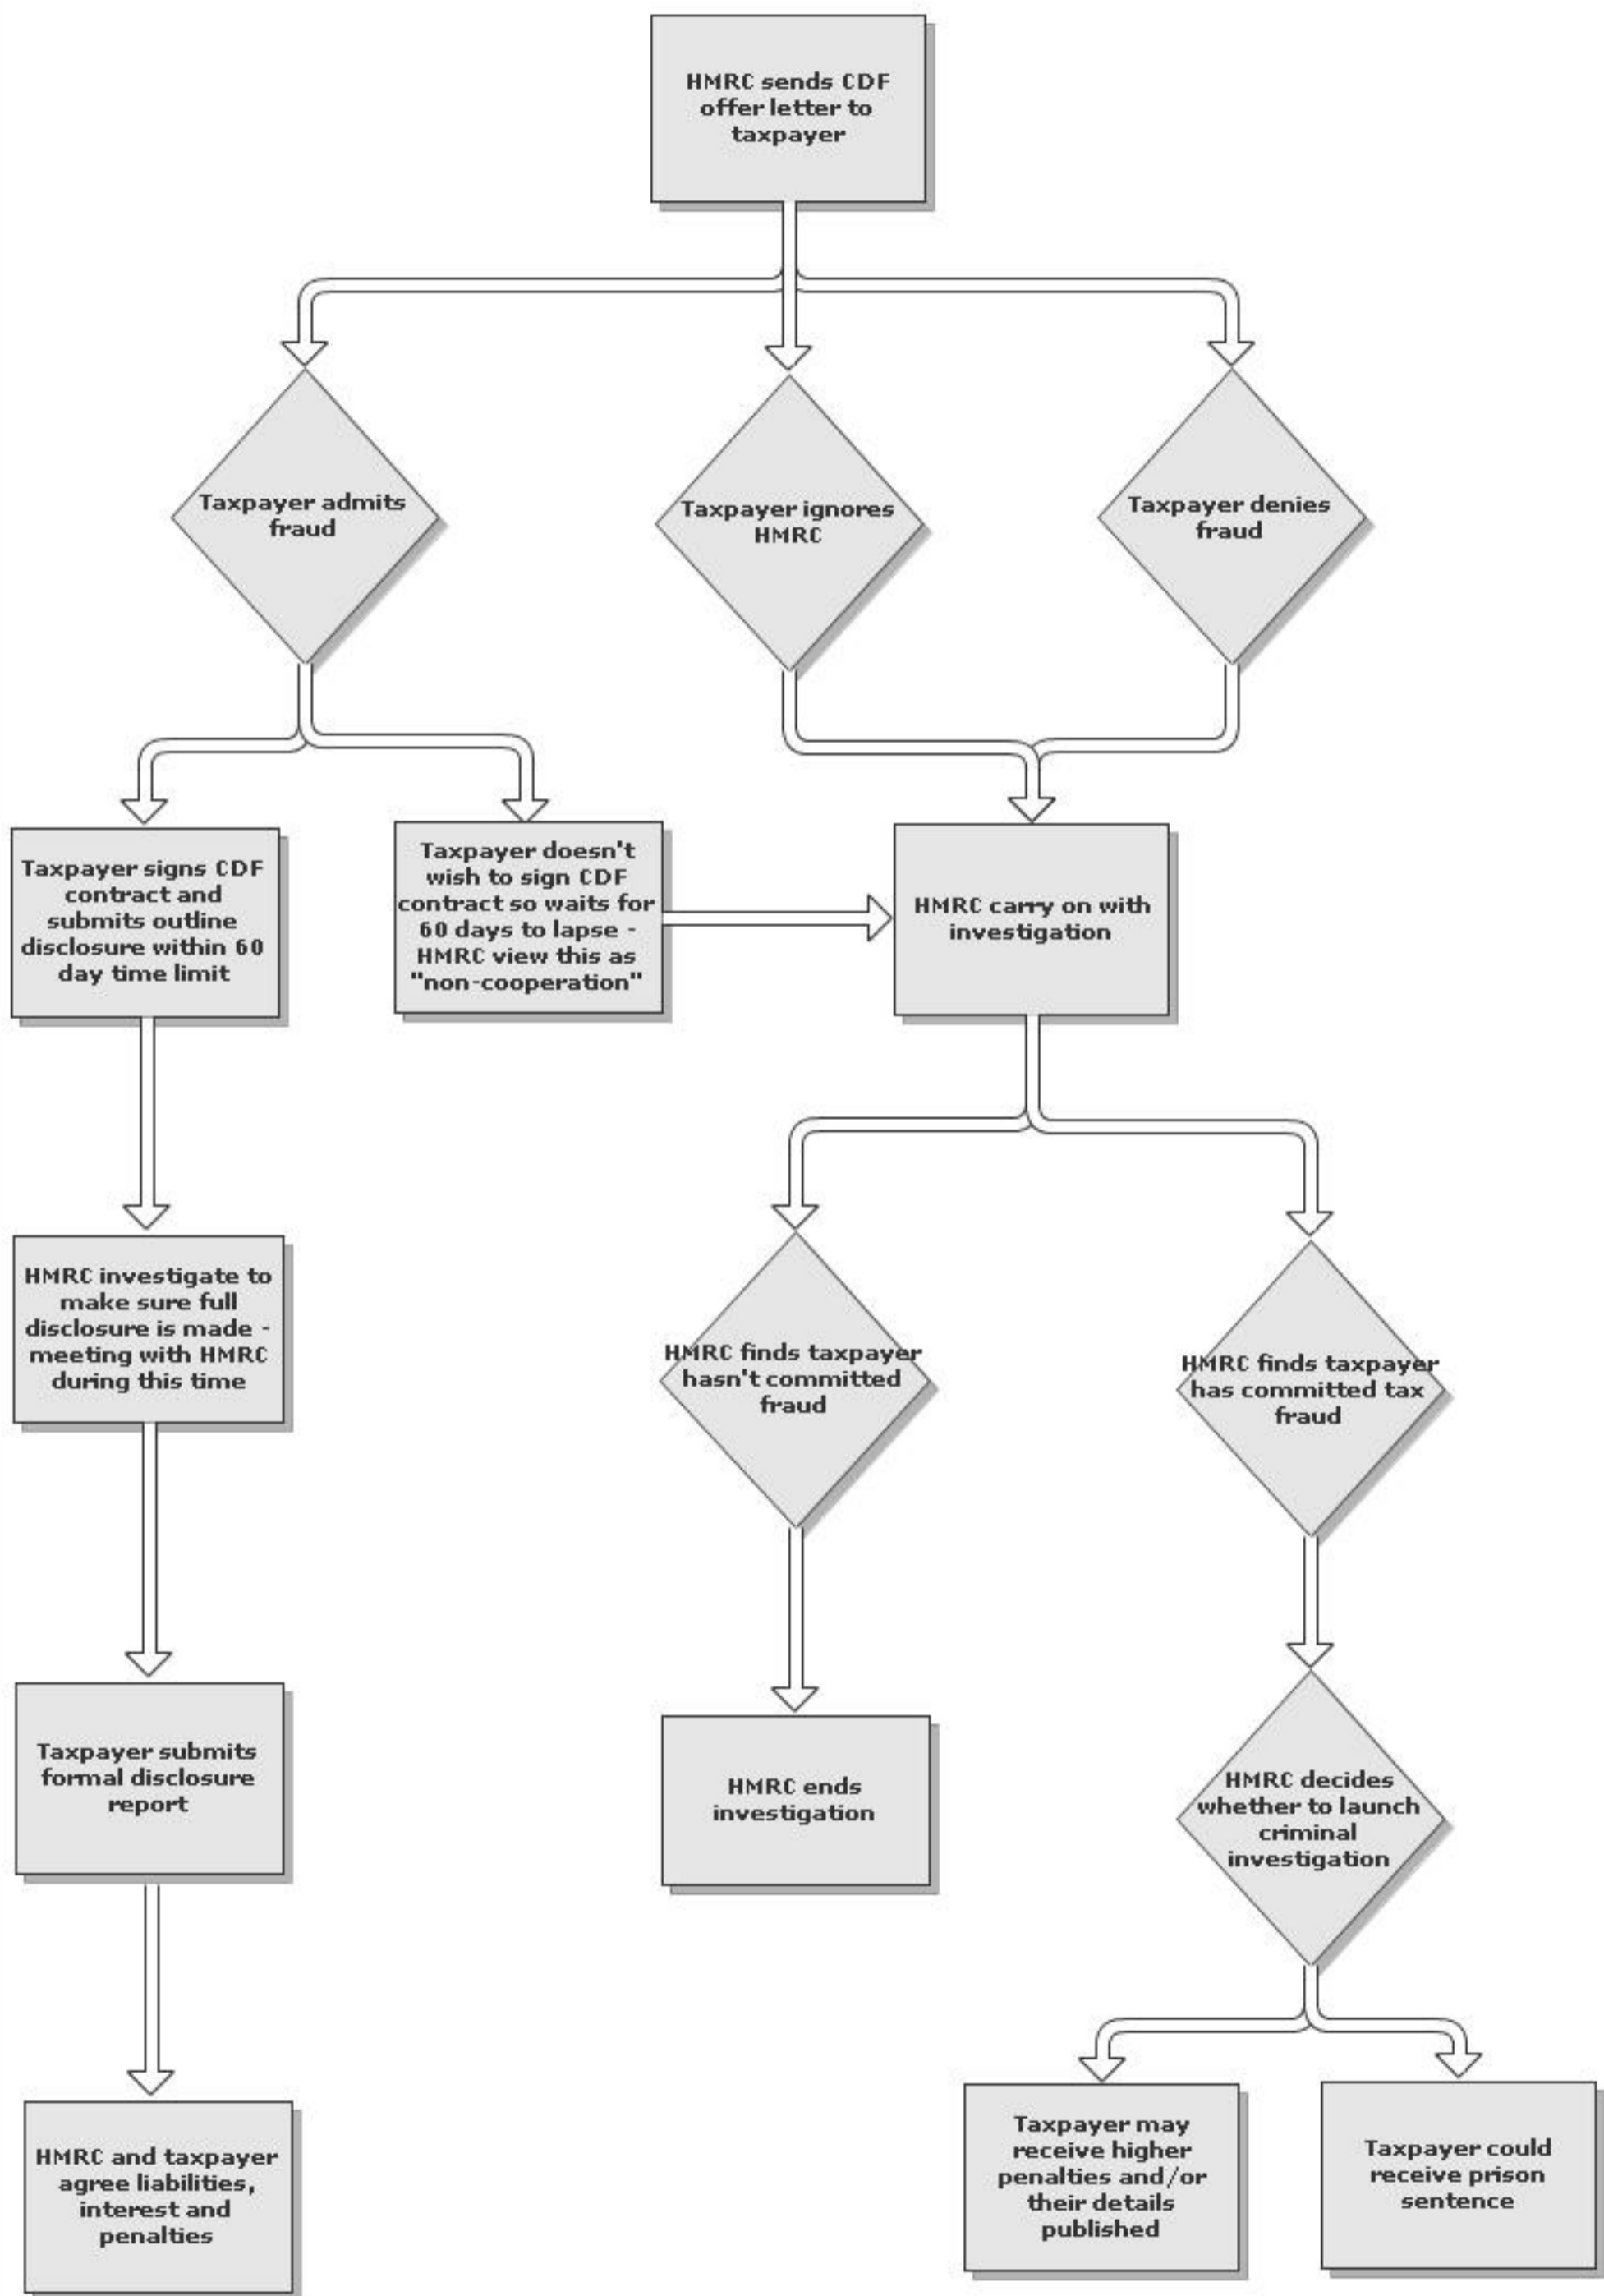 HMRC sends CDF
offer letter to
taxpayer
Taxpayer admits
fraud
Taxpayer ignores
HMRC
Taxpayer denies
fraud
Taxpayer signs CDF
contract and
submits outline
disclosure within 60
day time limit
Taxpayer doesn't
wish to sign CDF
contract so waits for
60 days to lapse -
HMRC view this as
"non-cooperation"
HMRC carry on with
investigation
HMRC investigate to
make sure full
disclosure is made -
meeting with HMRC
during this time
HMRC finds taxpayer
hasn't committed
fraud
HMRC finds taxpayer
has committed tax
fraud
Taxpayer submits
formal disclosure
report
HMRC ends
investigation
HMRC decides
whether to launch
criminal
investigation
HMRC and taxpayer
agree liabilities,
interest and
penalties
Taxpayer may
receive higher
penalties and/or
their details
published
Taxpayer could
receive prison
sentence